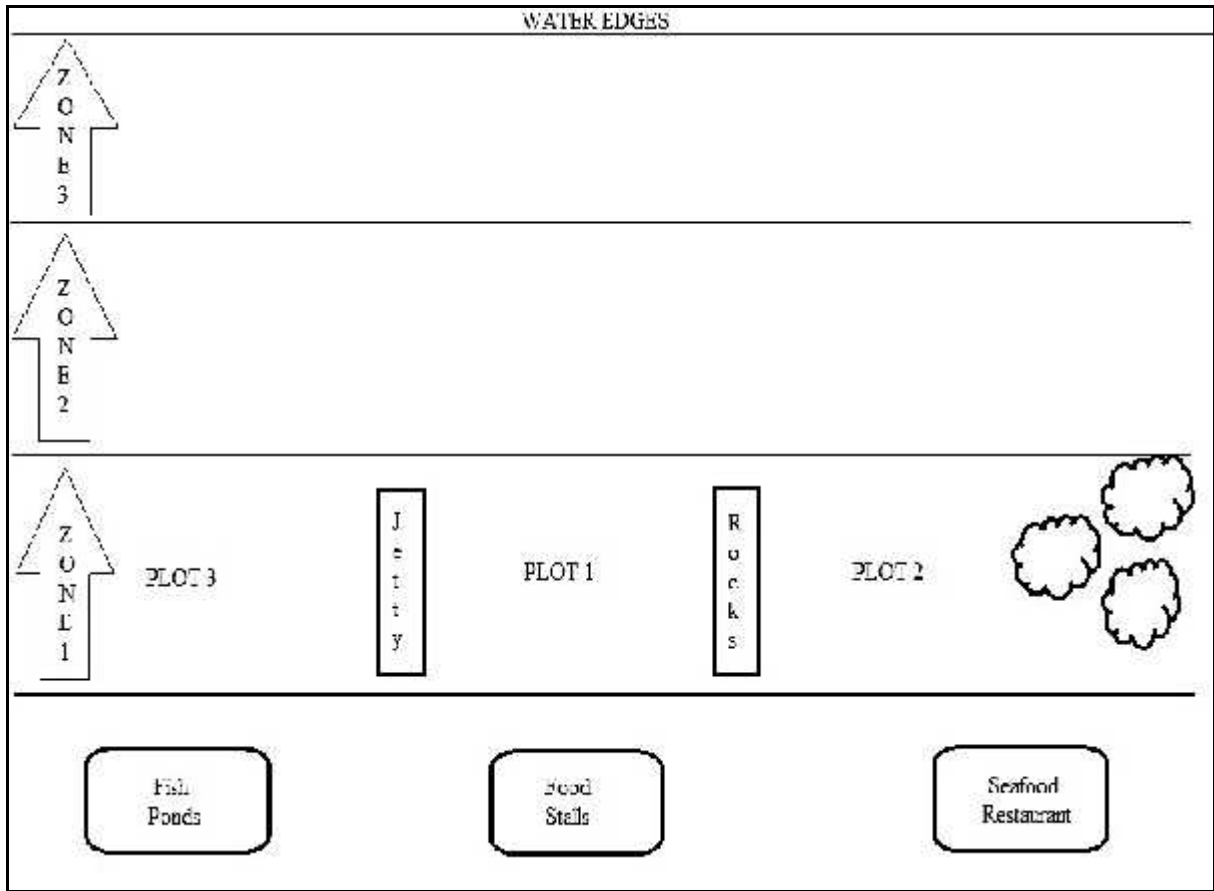 WATER EDGES
ZONE 3
ZONE 2
ZONE 1
PLOT 3
Jetty
PLOT 1
Rocks
PLOT 2
Fish
Ponds
Food
Stalls
Seafood
Restaurant